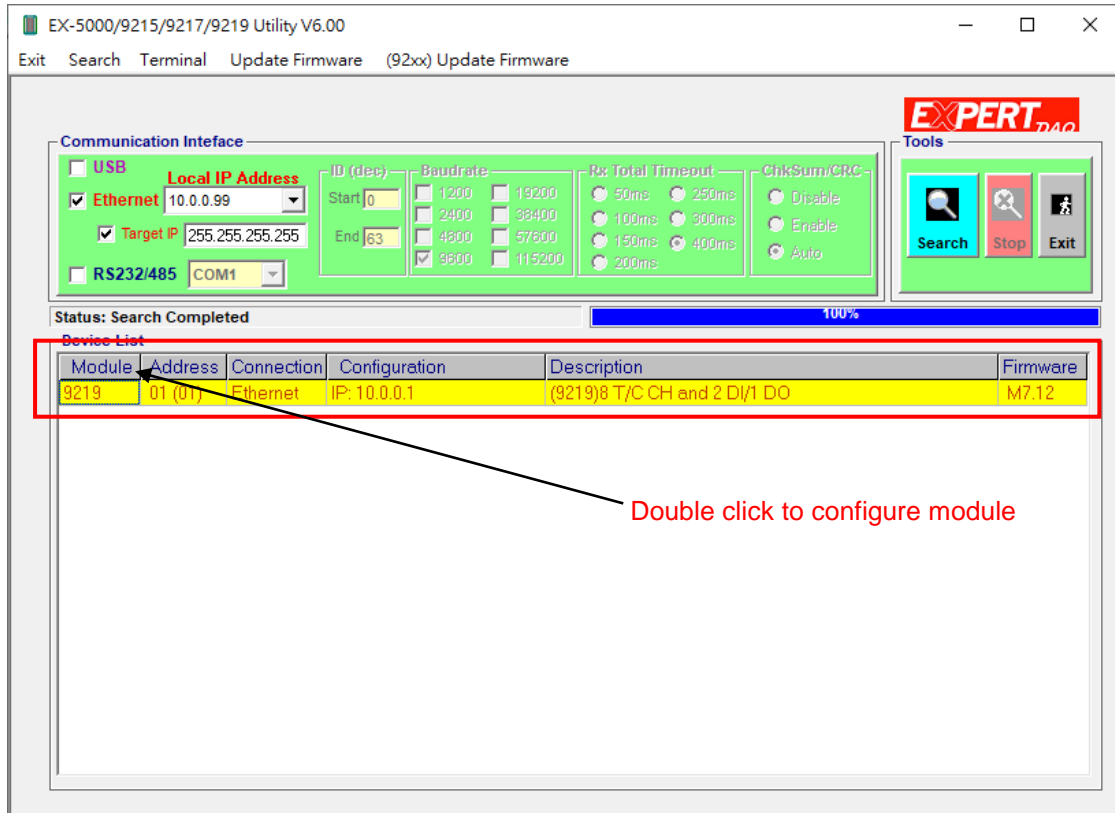 EX-5000/9215/9217/9219 Utility V6.00
Exit Search Terminal Update Firmware (92xx) Update Firmware
EXPERT DAQ
Communication Inteface
USB
Local IP Address
Ethernet 10.0.0.99
Target IP 255.255.255.255
RS232/485 COM1
ID (dec)
Start 0
End 63
Baudrate
1200 19200
2400 38400
4800 57600
9600 115200
Rx Total Timeout
50ms 250ms
100ms 300ms
150ms 400ms
200ms
ChkSum/CRC
Disable
Enable
Auto
Tools
Search Stop Exit
Status: Search Completed 100%
Device List
Module Address Connection Configuration Description Firmware
9219 01 (01) Ethernet IP: 10.0.0.1 (9219)8 T/C CH and 2 DI/1 DO M7.12
Double click to configure module